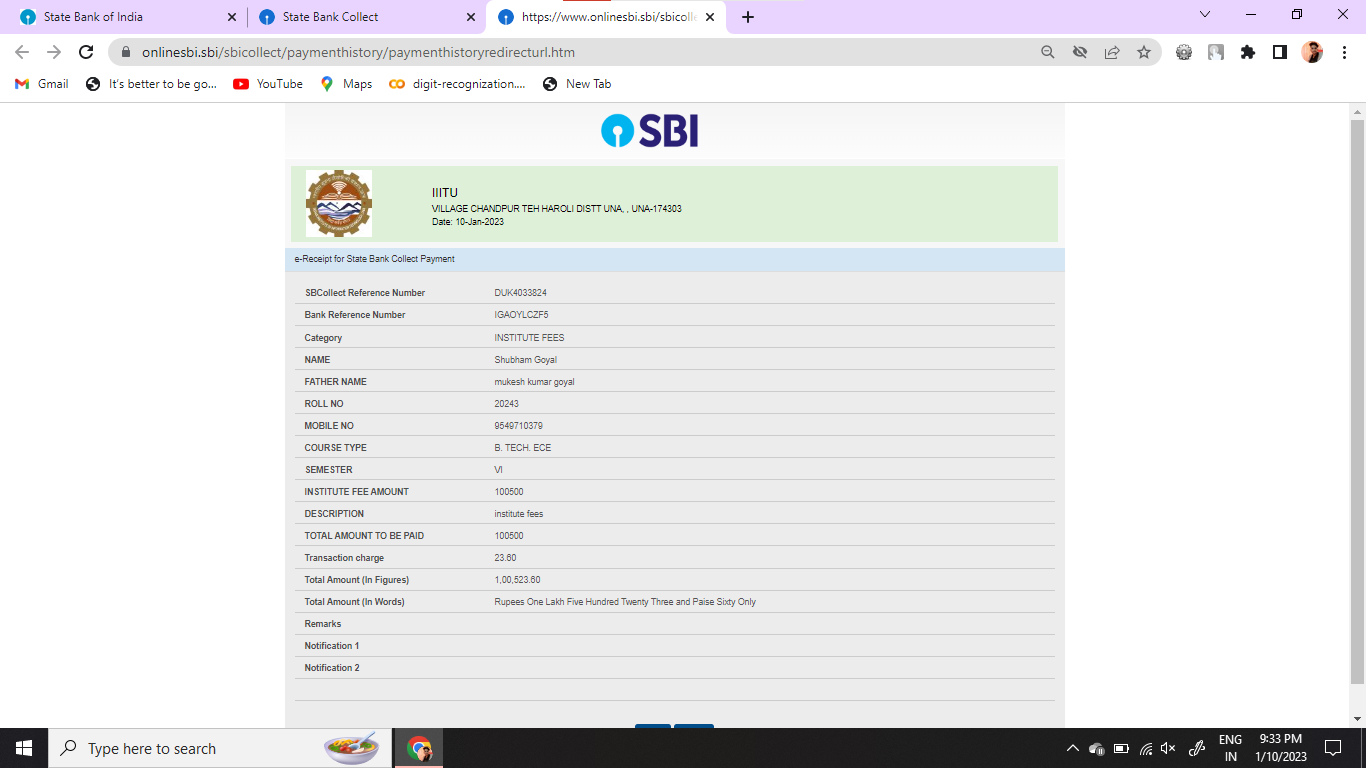 State Bank of India
State Bank Collect
https://www.onlinesbi.sbi/sbicolle
onlinesbi.sbi/sbicollect/paymenthistory/paymenthistoryredirecturl.htm
Gmail
It's better to be go...
YouTube
Maps
digit-recognization....
New Tab
SBI
IIITU
VILLAGE CHANDPUR TEH HAROLI DISTT UNA, , UNA-174303
Date: 10-Jan-2023
e-Receipt for State Bank Collect Payment
SBCollect Reference Number DUK4033824
Bank Reference Number IGAOYLCZF5
Category INSTITUTE FEES
NAME Shubham Goyal
FATHER NAME mukesh kumar goyal
ROLL NO 20243
MOBILE NO 9549710379
COURSE TYPE B. TECH. ECE
SEMESTER VI
INSTITUTE FEE AMOUNT 100500
DESCRIPTION institute fees
TOTAL AMOUNT TO BE PAID 100500
Transaction charge 23.60
Total Amount (In Figures) 1,00,523.60
Total Amount (In Words) Rupees One Lakh Five Hundred Twenty Three and Paise Sixty Only
Remarks
Notification 1
Notification 2
Type here to search
ENG
IN
9:33 PM
1/10/2023